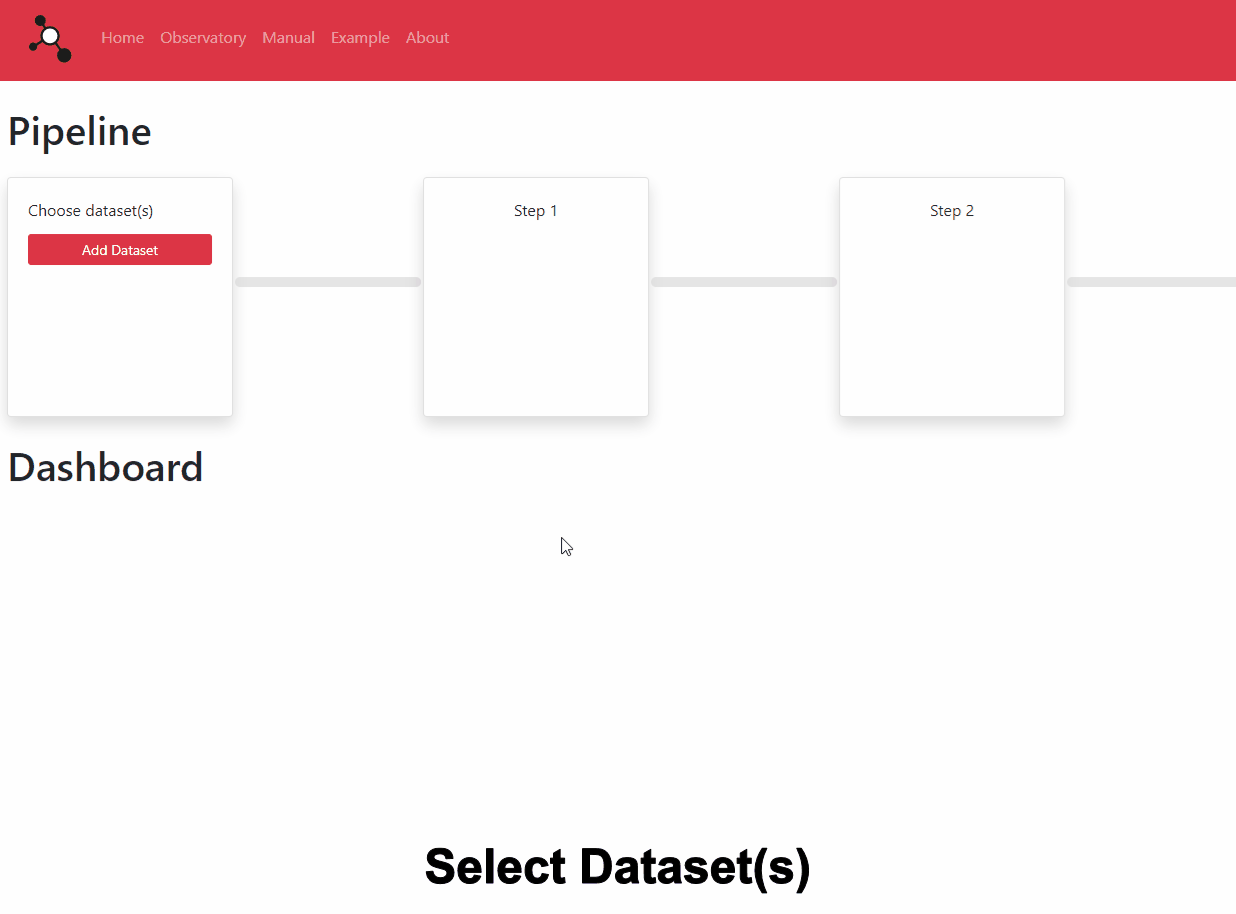 Home Observatory Manual Example About
Pipeline
Choose dataset(s)
Add Dataset
Step 1
Step 2
Dashboard
Select Dataset(s)